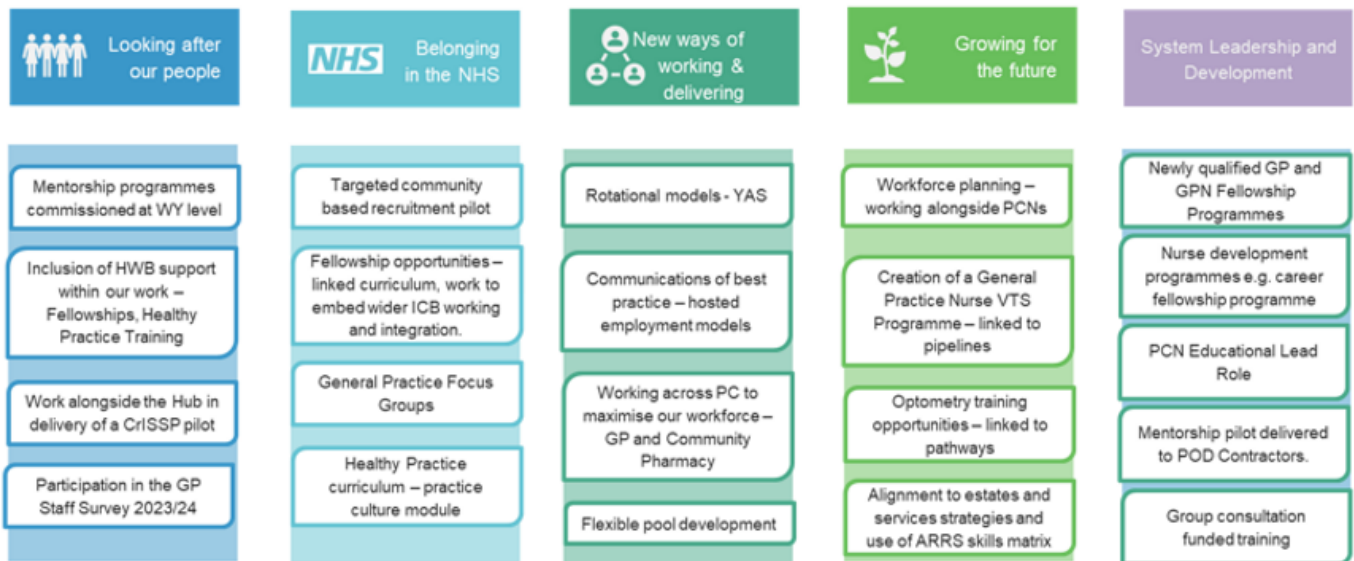 Looking after
our people
NHS
Belonging
in the NHS
New ways of
working &
delivering
Growing for
the future
System Leadership and
Development
Mentorship programmes
commissioned at WY level
Inclusion of HWB support
within our work –
Fellowships, Healthy
Practice Training
Work alongside the Hub in
delivery of a CrISSP pilot
Participation in the GP
Staff Survey 2023/24
Targeted community
based recruitment pilot
Fellowship opportunities –
linked curriculum, work to
embed wider ICB working
and integration.
General Practice Focus
Groups
Healthy Practice
curriculum – practice
culture module
Rotational models - YAS
Communications of best
practice – hosted
employment models
Working across PC to
maximise our workforce –
GP and Community
Pharmacy
Flexible pool development
Workforce planning –
working alongside PCNs
Creation of a General
Practice Nurse VTS
Programme – linked to
pipelines
Optometry training
opportunities – linked to
pathways
Alignment to estates and
services strategies and
use of ARRS skills matrix
Newly qualified GP and
GPN Fellowship
Programmes
Nurse development
programmes e.g. career
fellowship programme
PCN Educational Lead
Role
Mentorship pilot delivered
to POD Contractors.
Group consultation
funded training